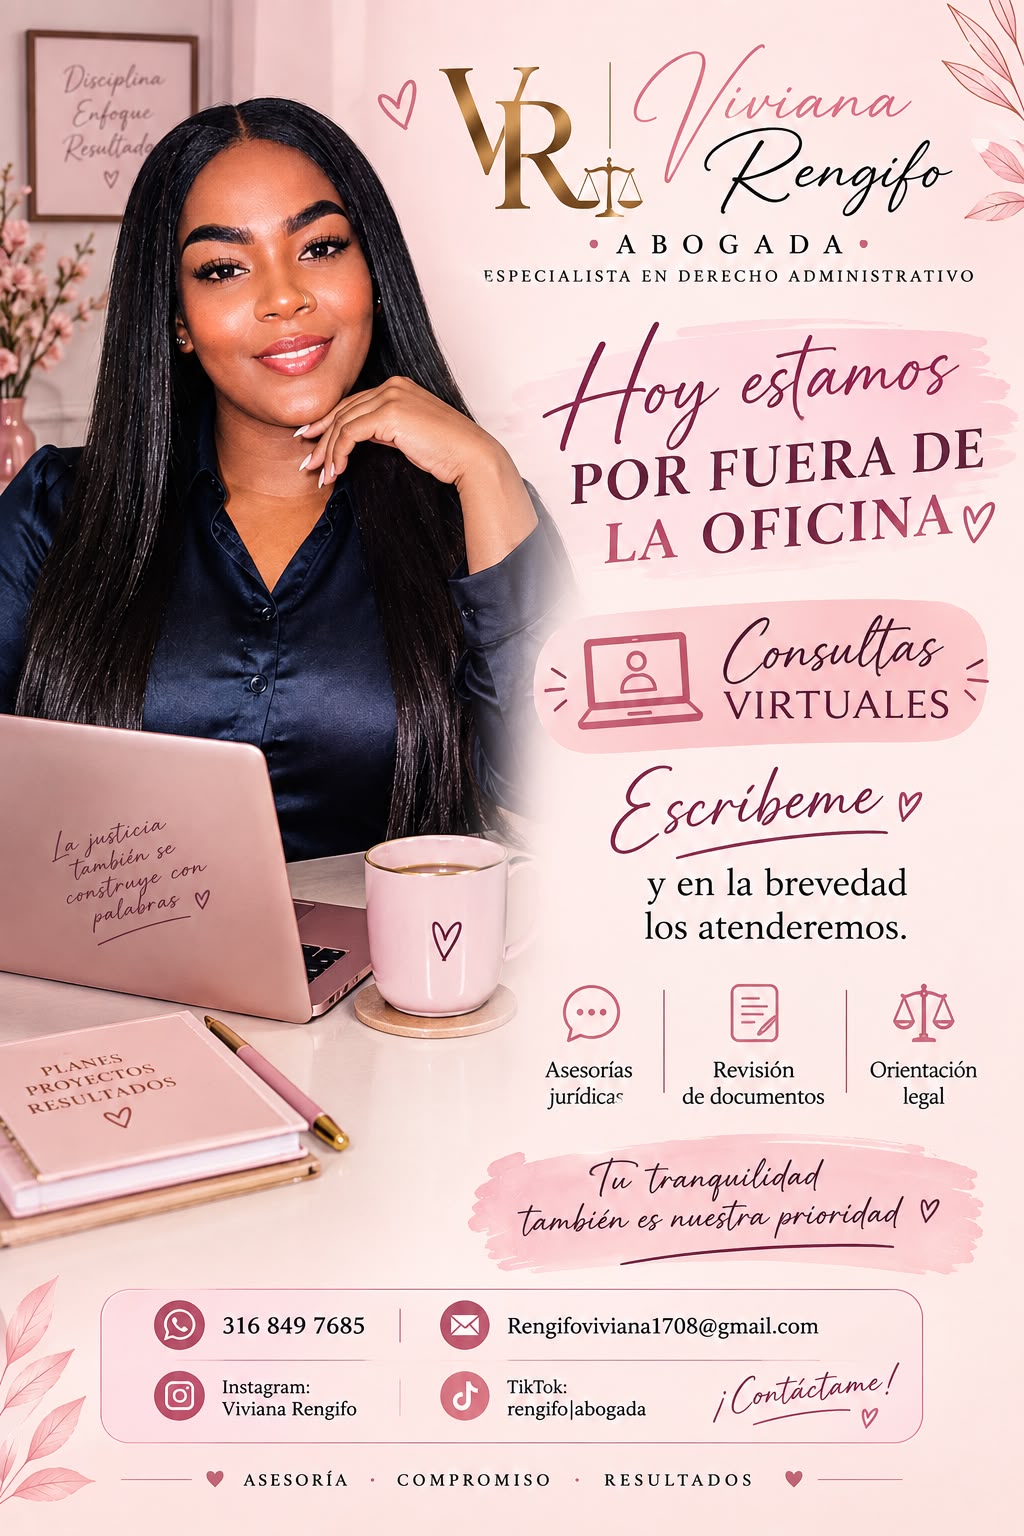 Disciplina
Enfoque
Resultado
VR
Viviana
Rengifo
• ABOGADA •
ESPECIALISTA EN DERECHO ADMINISTRATIVO
Hoy estamos
POR FUERA DE
LA OFICINA
Consultas
VIRTUALES
Escríbeme
y en la brevedad
los atenderemos.
Asesorías
jurídicas
Revisión
de documentos
Orientación
legal
La justicia
también se
construye con
palabras
PLANES
PROYECTOS
RESULTADOS
Tu tranquilidad
también es nuestra prioridad
316 849 7685
Rengifoviviana1708@gmail.com
Instagram:
Viviana Rengifo
TikTok:
rengifo|abogada
¡Contáctame!
ASESORÍA · COMPROMISO · RESULTADOS